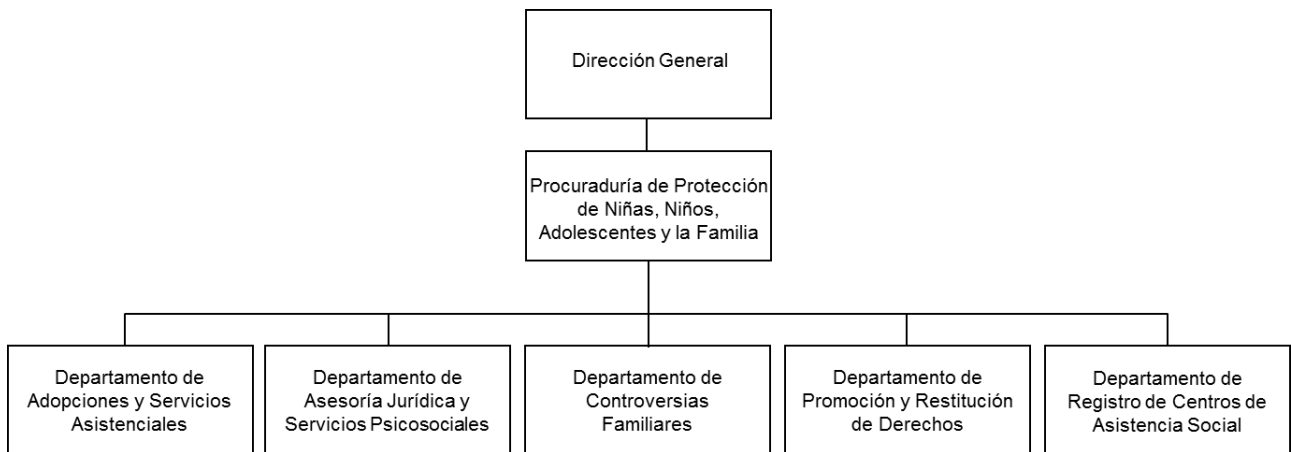 Dirección General
Procuraduría de Protección
de Niñas, Niños,
Adolescentes y la Familia
Departamento de
Adopciones y Servicios
Asistenciales
Departamento de
Asesoría Jurídica y
Servicios Psicosociales
Departamento de
Controversias
Familiares
Departamento de
Promoción y Restitución
de Derechos
Departamento de
Registro de Centros de
Asistencia Social